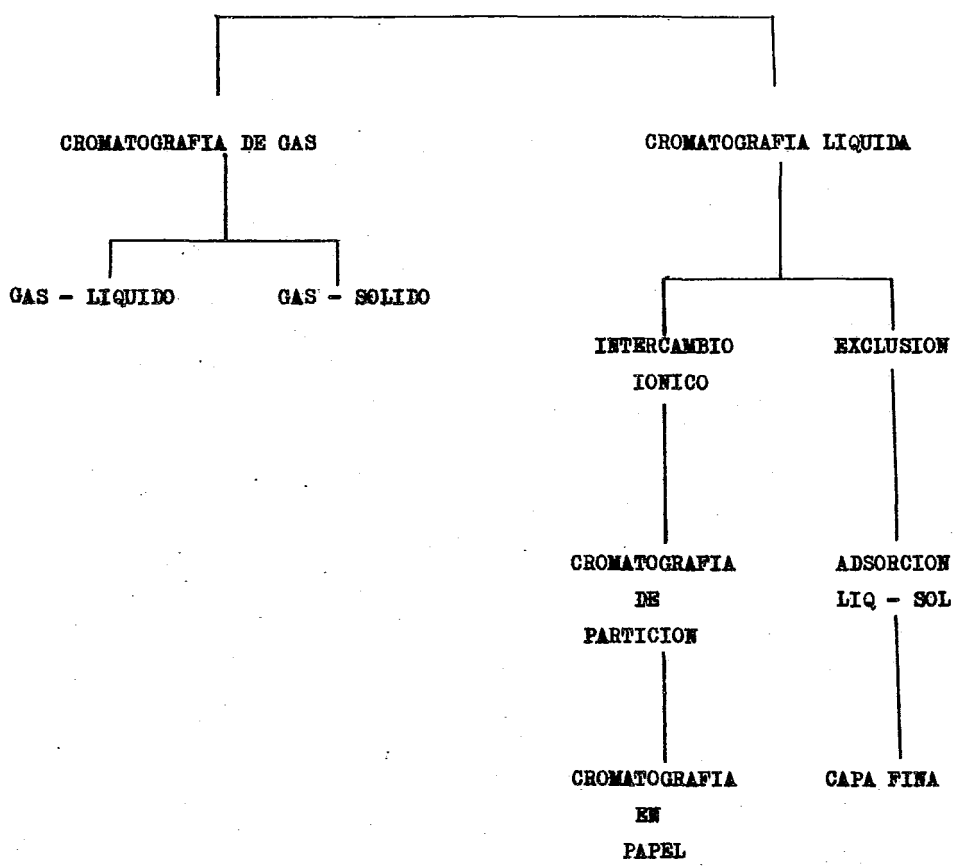 CROMATOGRAFIA DE GAS
CROMATOGRAFIA LIQUIDA
GAS - LIQUIDO
GAS - SOLIDO
INTERCAMBIO
IONICO
EXCLUSION
CROMATOGRAFIA
DE
PARTICION
ADSORCION
LIQ - SOL
CROMATOGRAFIA
EN
PAPEL
CAPA FINA